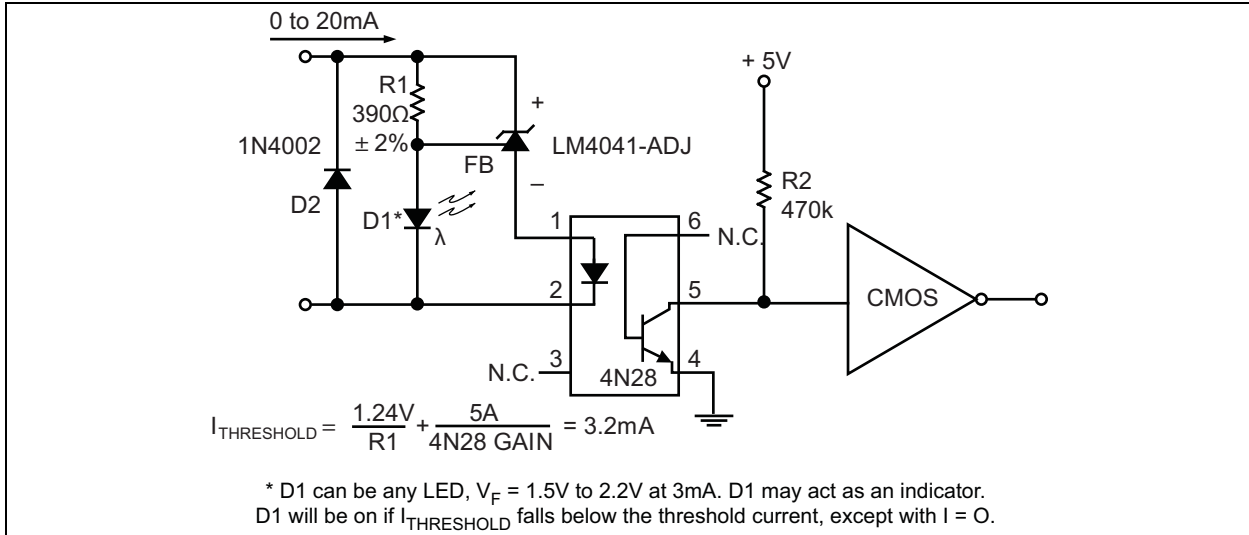 0 to 20mA
R1
390Ω
± 2%
1N4002
D2
D1*
λ
+
FB
–
LM4041-ADJ
+ 5V
R2
470k
1
2
3
N.C.
6
N.C.
5
4
4N28
CMOS
I_THRESHOLD = 1.24V/R1 + 5A/4N28 GAIN = 3.2mA
* D1 can be any LED, V_F = 1.5V to 2.2V at 3mA. D1 may act as an indicator.
D1 will be on if I_THRESHOLD falls below the threshold current, except with I = O.